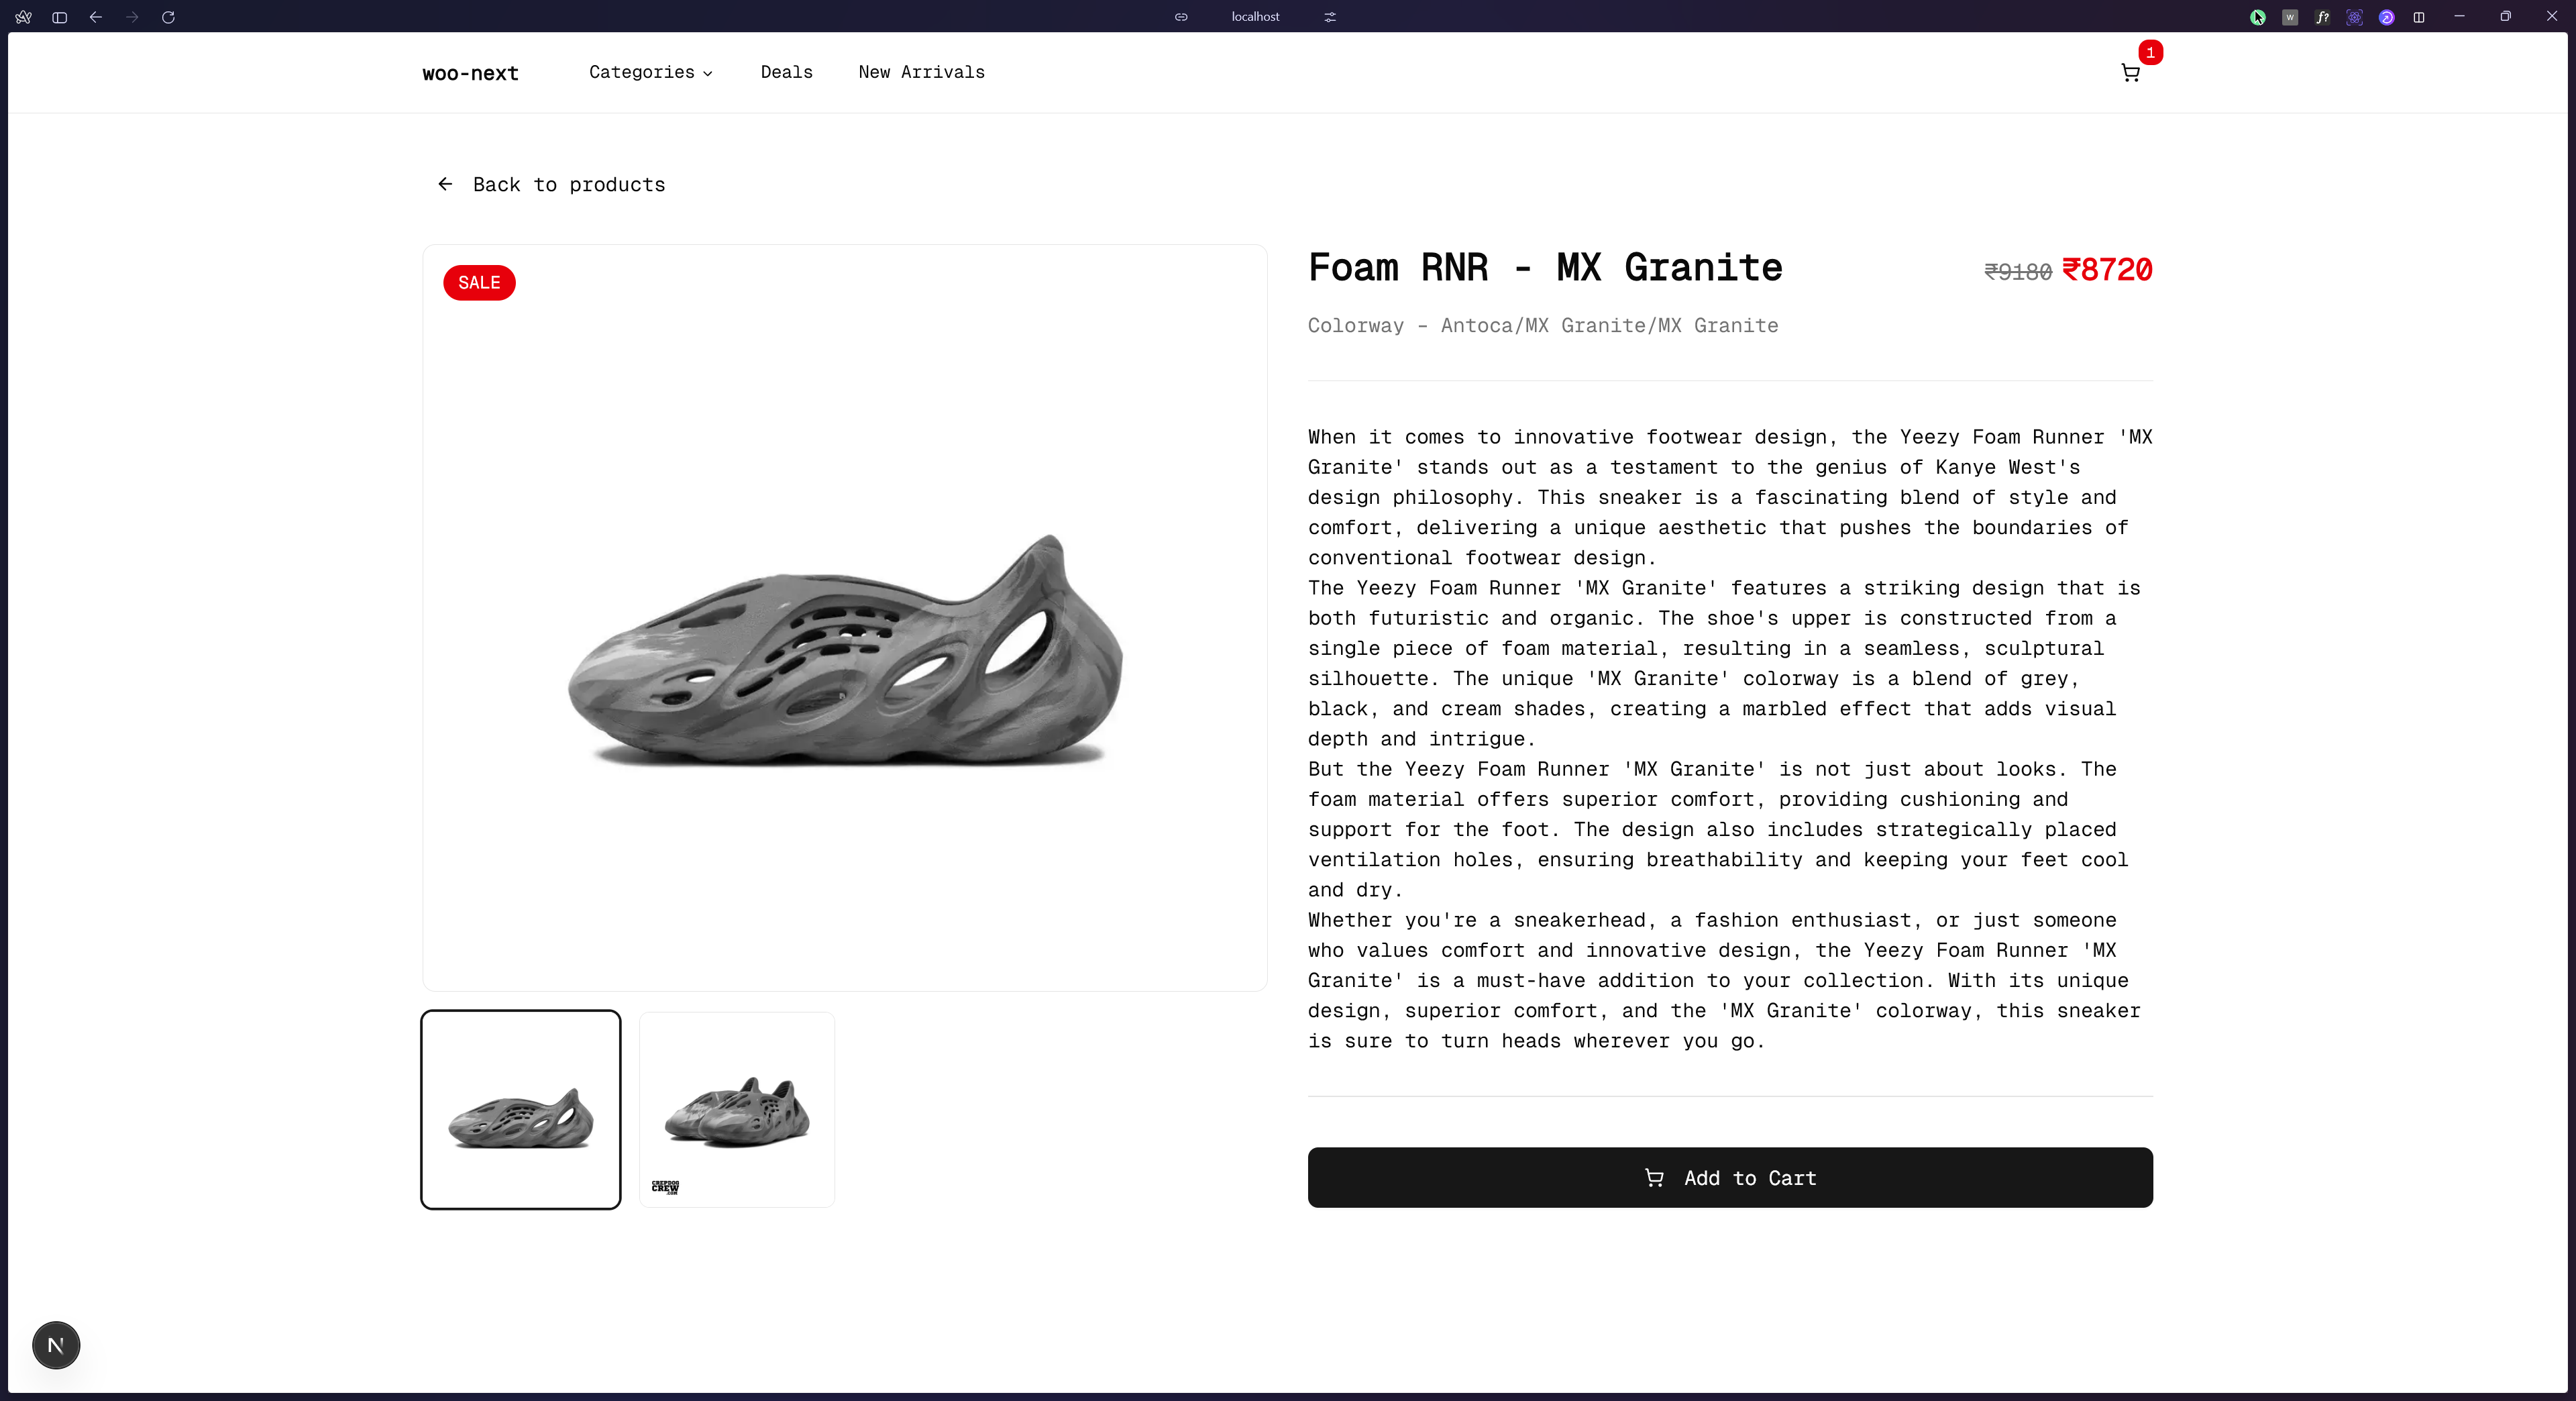 localhost
W
f?
woo-next
Categories
Deals
New Arrivals
1
Back to products
SALE
Foam RNR - MX Granite
₹9180 ₹8720
Colorway – Antoca/MX Granite/MX Granite
When it comes to innovative footwear design, the Yeezy Foam Runner 'MX
Granite' stands out as a testament to the genius of Kanye West's
design philosophy. This sneaker is a fascinating blend of style and
comfort, delivering a unique aesthetic that pushes the boundaries of
conventional footwear design.
The Yeezy Foam Runner 'MX Granite' features a striking design that is
both futuristic and organic. The shoe's upper is constructed from a
single piece of foam material, resulting in a seamless, sculptural
silhouette. The unique 'MX Granite' colorway is a blend of grey,
black, and cream shades, creating a marbled effect that adds visual
depth and intrigue.
But the Yeezy Foam Runner 'MX Granite' is not just about looks. The
foam material offers superior comfort, providing cushioning and
support for the foot. The design also includes strategically placed
ventilation holes, ensuring breathability and keeping your feet cool
and dry.
Whether you're a sneakerhead, a fashion enthusiast, or just someone
who values comfort and innovative design, the Yeezy Foam Runner 'MX
Granite' is a must-have addition to your collection. With its unique
design, superior comfort, and the 'MX Granite' colorway, this sneaker
is sure to turn heads wherever you go.
CREPDOG
CREW
.COM
Add to Cart
N